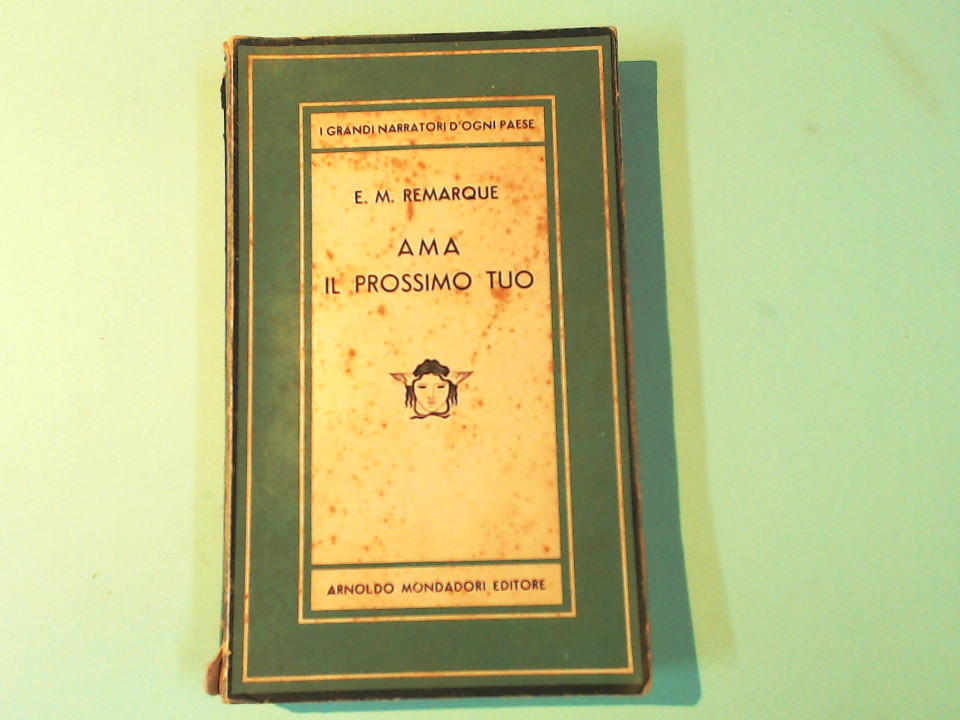 I GRANDI NARRATORI D'OGNI PAESE
E. M. REMARQUE
AMA
IL PROSSIMO TUO
ARNOLDO MONDADORI EDITORE